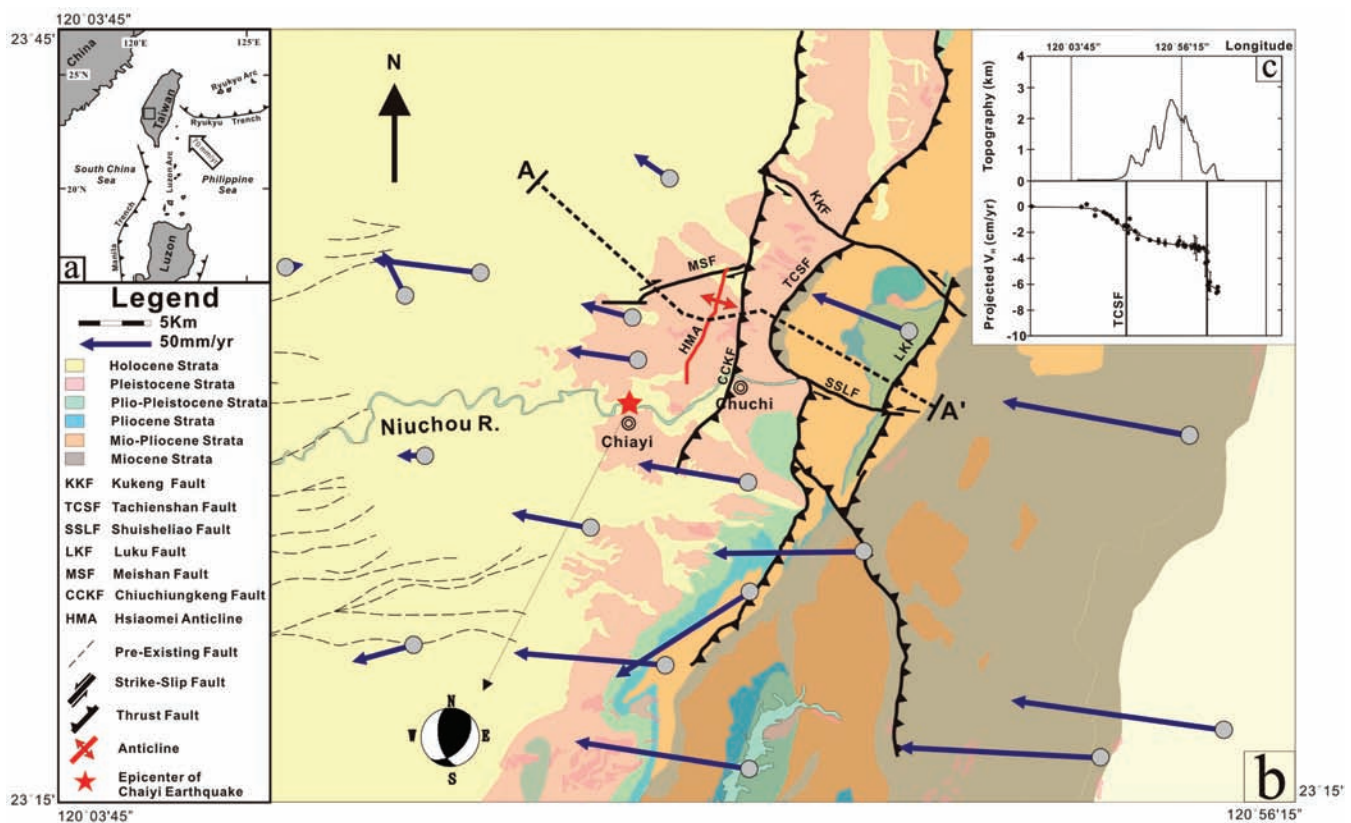 120°03'45"
23°45'
120°E
125°E
China
25°N
Ryukyu Arc
Taiwan
Ryukyu
Trench
70 mm/yr
South China
Sea
Luzon Arc
Philippine
Sea
20°N
Trench
Manila
Luzon
a
Legend
5Km
50mm/yr
Holocene Strata
Pleistocene Strata
Plio-Pleistocene Strata
Pliocene Strata
Mio-Pliocene Strata
Miocene Strata
KKF Kukeng Fault
TCSF Tachienshan Fault
SSLF Shuisheliao Fault
LKF Luku Fault
MSF Meishan Fault
CCKF Chiuchiungkeng Fault
HMA Hsiaomei Anticline
Pre-Existing Fault
Strike-Slip Fault
Thrust Fault
Anticline
Epicenter of
Chaiyi Earthquake
23°15'
120°03'45"
N
A
KKF
MSF
TCSF
HMA
CCKF
LKF
SSLF
A'
Chuchi
Niuchou R.
Chiayi
N
W
E
S
b
120°03'45"
120°56'15"
Longitude
c
Topography (km)
4
3
2
1
0
Projected VH (cm/yr)
0
-2
-4
-6
-8
-10
TCSF
23°15'
120°56'15"